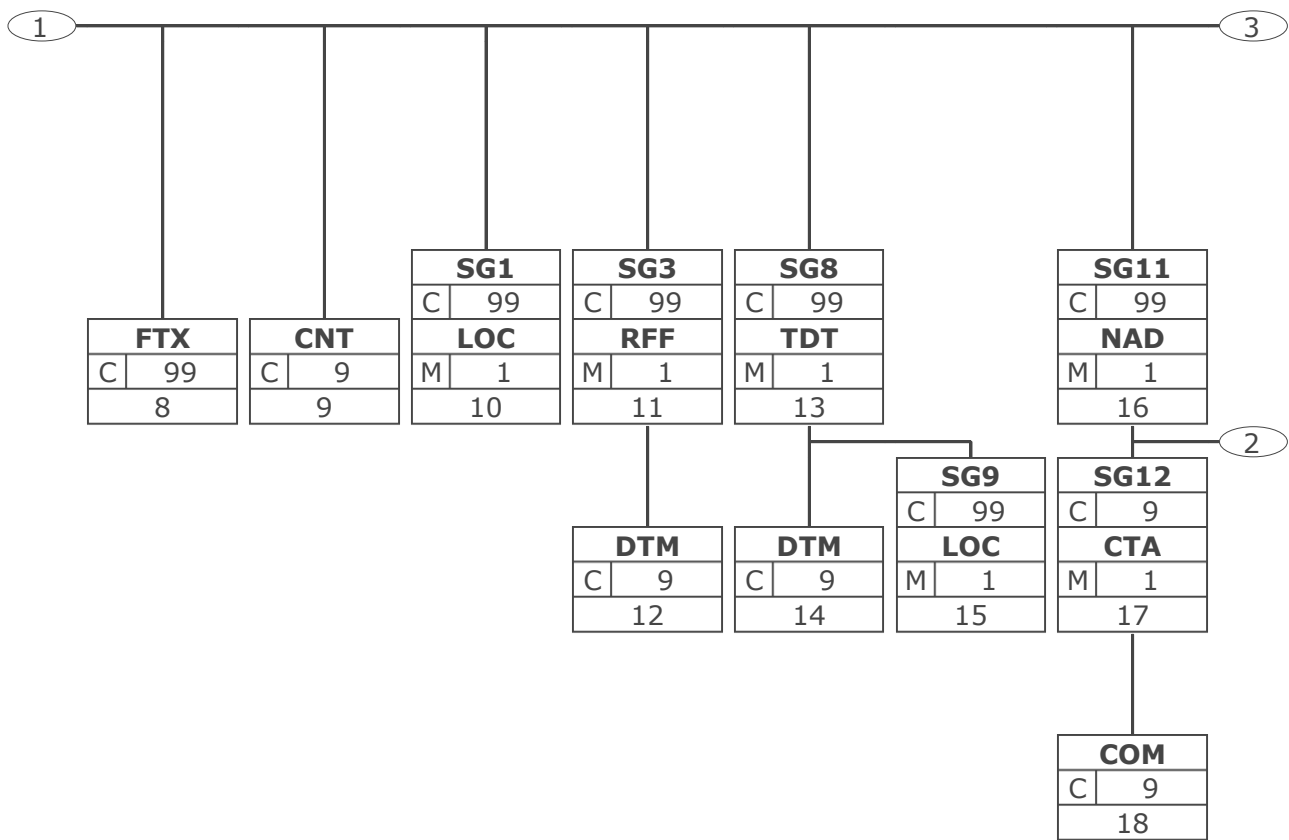 1 3
SG1 SG3 SG8 SG11
C 99 C 99 C 99 C 99
FTX CNT LOC RFF TDT NAD
C 99 C 9 M 1 M 1 M 1 M 1
8 9 10 11 13 16
2
SG9 SG12
C 99 C 9
DTM DTM LOC CTA
C 9 C 9 M 1 M 1
12 14 15 17
COM
C 9
18